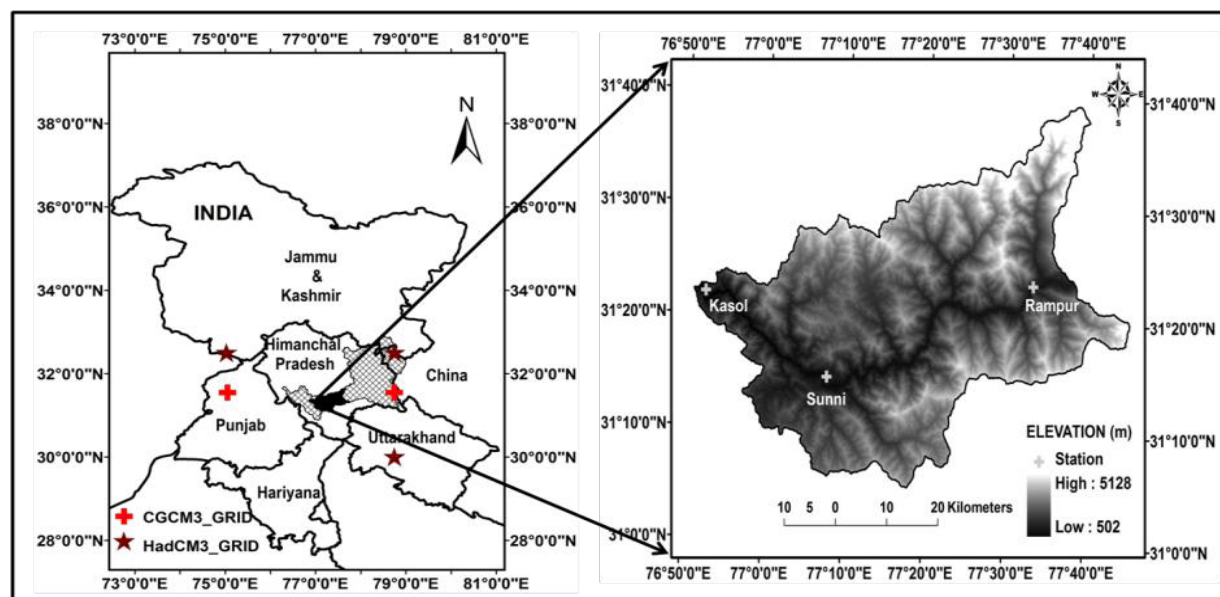 73°0'0"E 75°0'0"E 77°0'0"E 79°0'0"E 81°0'0"E
38°0'0"N 38°0'0"N
36°0'0"N 36°0'0"N
34°0'0"N 34°0'0"N
32°0'0"N 32°0'0"N
30°0'0"N 30°0'0"N
28°0'0"N 28°0'0"N
N
INDIA
Jammu
&
Kashmir
Himanchal
Pradesh
China
Punjab
Uttarakhand
Hariyana
CGCM3_GRID
HadCM3_GRID
73°0'0"E 75°0'0"E 77°0'0"E 79°0'0"E 81°0'0"E
76°50'0"E 77°0'0"E 77°10'0"E 77°20'0"E 77°30'0"E 77°40'0"E
31°40'0"N 31°40'0"N
31°30'0"N 31°30'0"N
31°20'0"N 31°20'0"N
31°10'0"N 31°10'0"N
31°0'0"N 31°0'0"N
N
W E
S
Kasol
Rampur
Sunni
ELEVATION (m)
Station
High : 5128
Low : 502
10 5 0 10 20 Kilometers
76°50'0"E 77°0'0"E 77°10'0"E 77°20'0"E 77°30'0"E 77°40'0"E